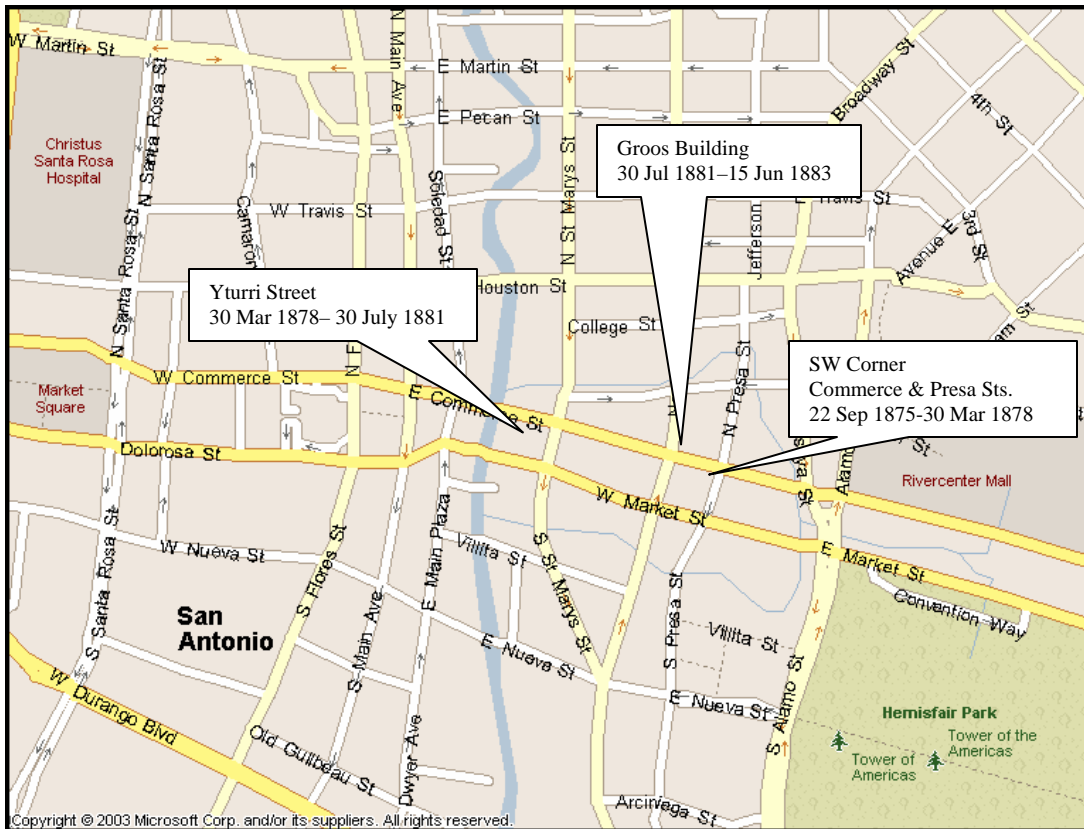 W Martin St
N Main Ave
E Martin St
Broadway St
4th St
N Santa Rosa St
E Pecan St
Christus
Santa Rosa
Hospital
Groos Building
30 Jul 1881–15 Jun 1883
N Santa Rosa St
Camaron
Soledad St
N St Marys St
Jefferson
W Travis St
Travis St
3rd St
Avenue E
Houston St
Yturri Street
30 Mar 1878– 30 July 1881
N Santa Rosa St
College St
N Presa St
SW Corner
Commerce & Presa Sts.
22 Sep 1875-30 Mar 1878
W Commerce St
N F
E Commerce St
N
Market
Square
Dolorosa St
St
Alamo
Rivercenter Mall
W Market St
E Market St
W Nueva St
S Flores St
E Main Plaza
Villita St
S St Marys St
S Santa Rosa St
San
Antonio
S Main Ave
E Nueva St
S Presa St
Villita St
Convention Way
E Nueva St
S Alamo St
W Durango Blvd
Old Guilbeau St
Dwyer Ave
Hemisfair Park
Tower of the
Americas
Tower of
Americas
Arciniega St
Copyright © 2003 Microsoft Corp. and/or its suppliers. All rights reserved.